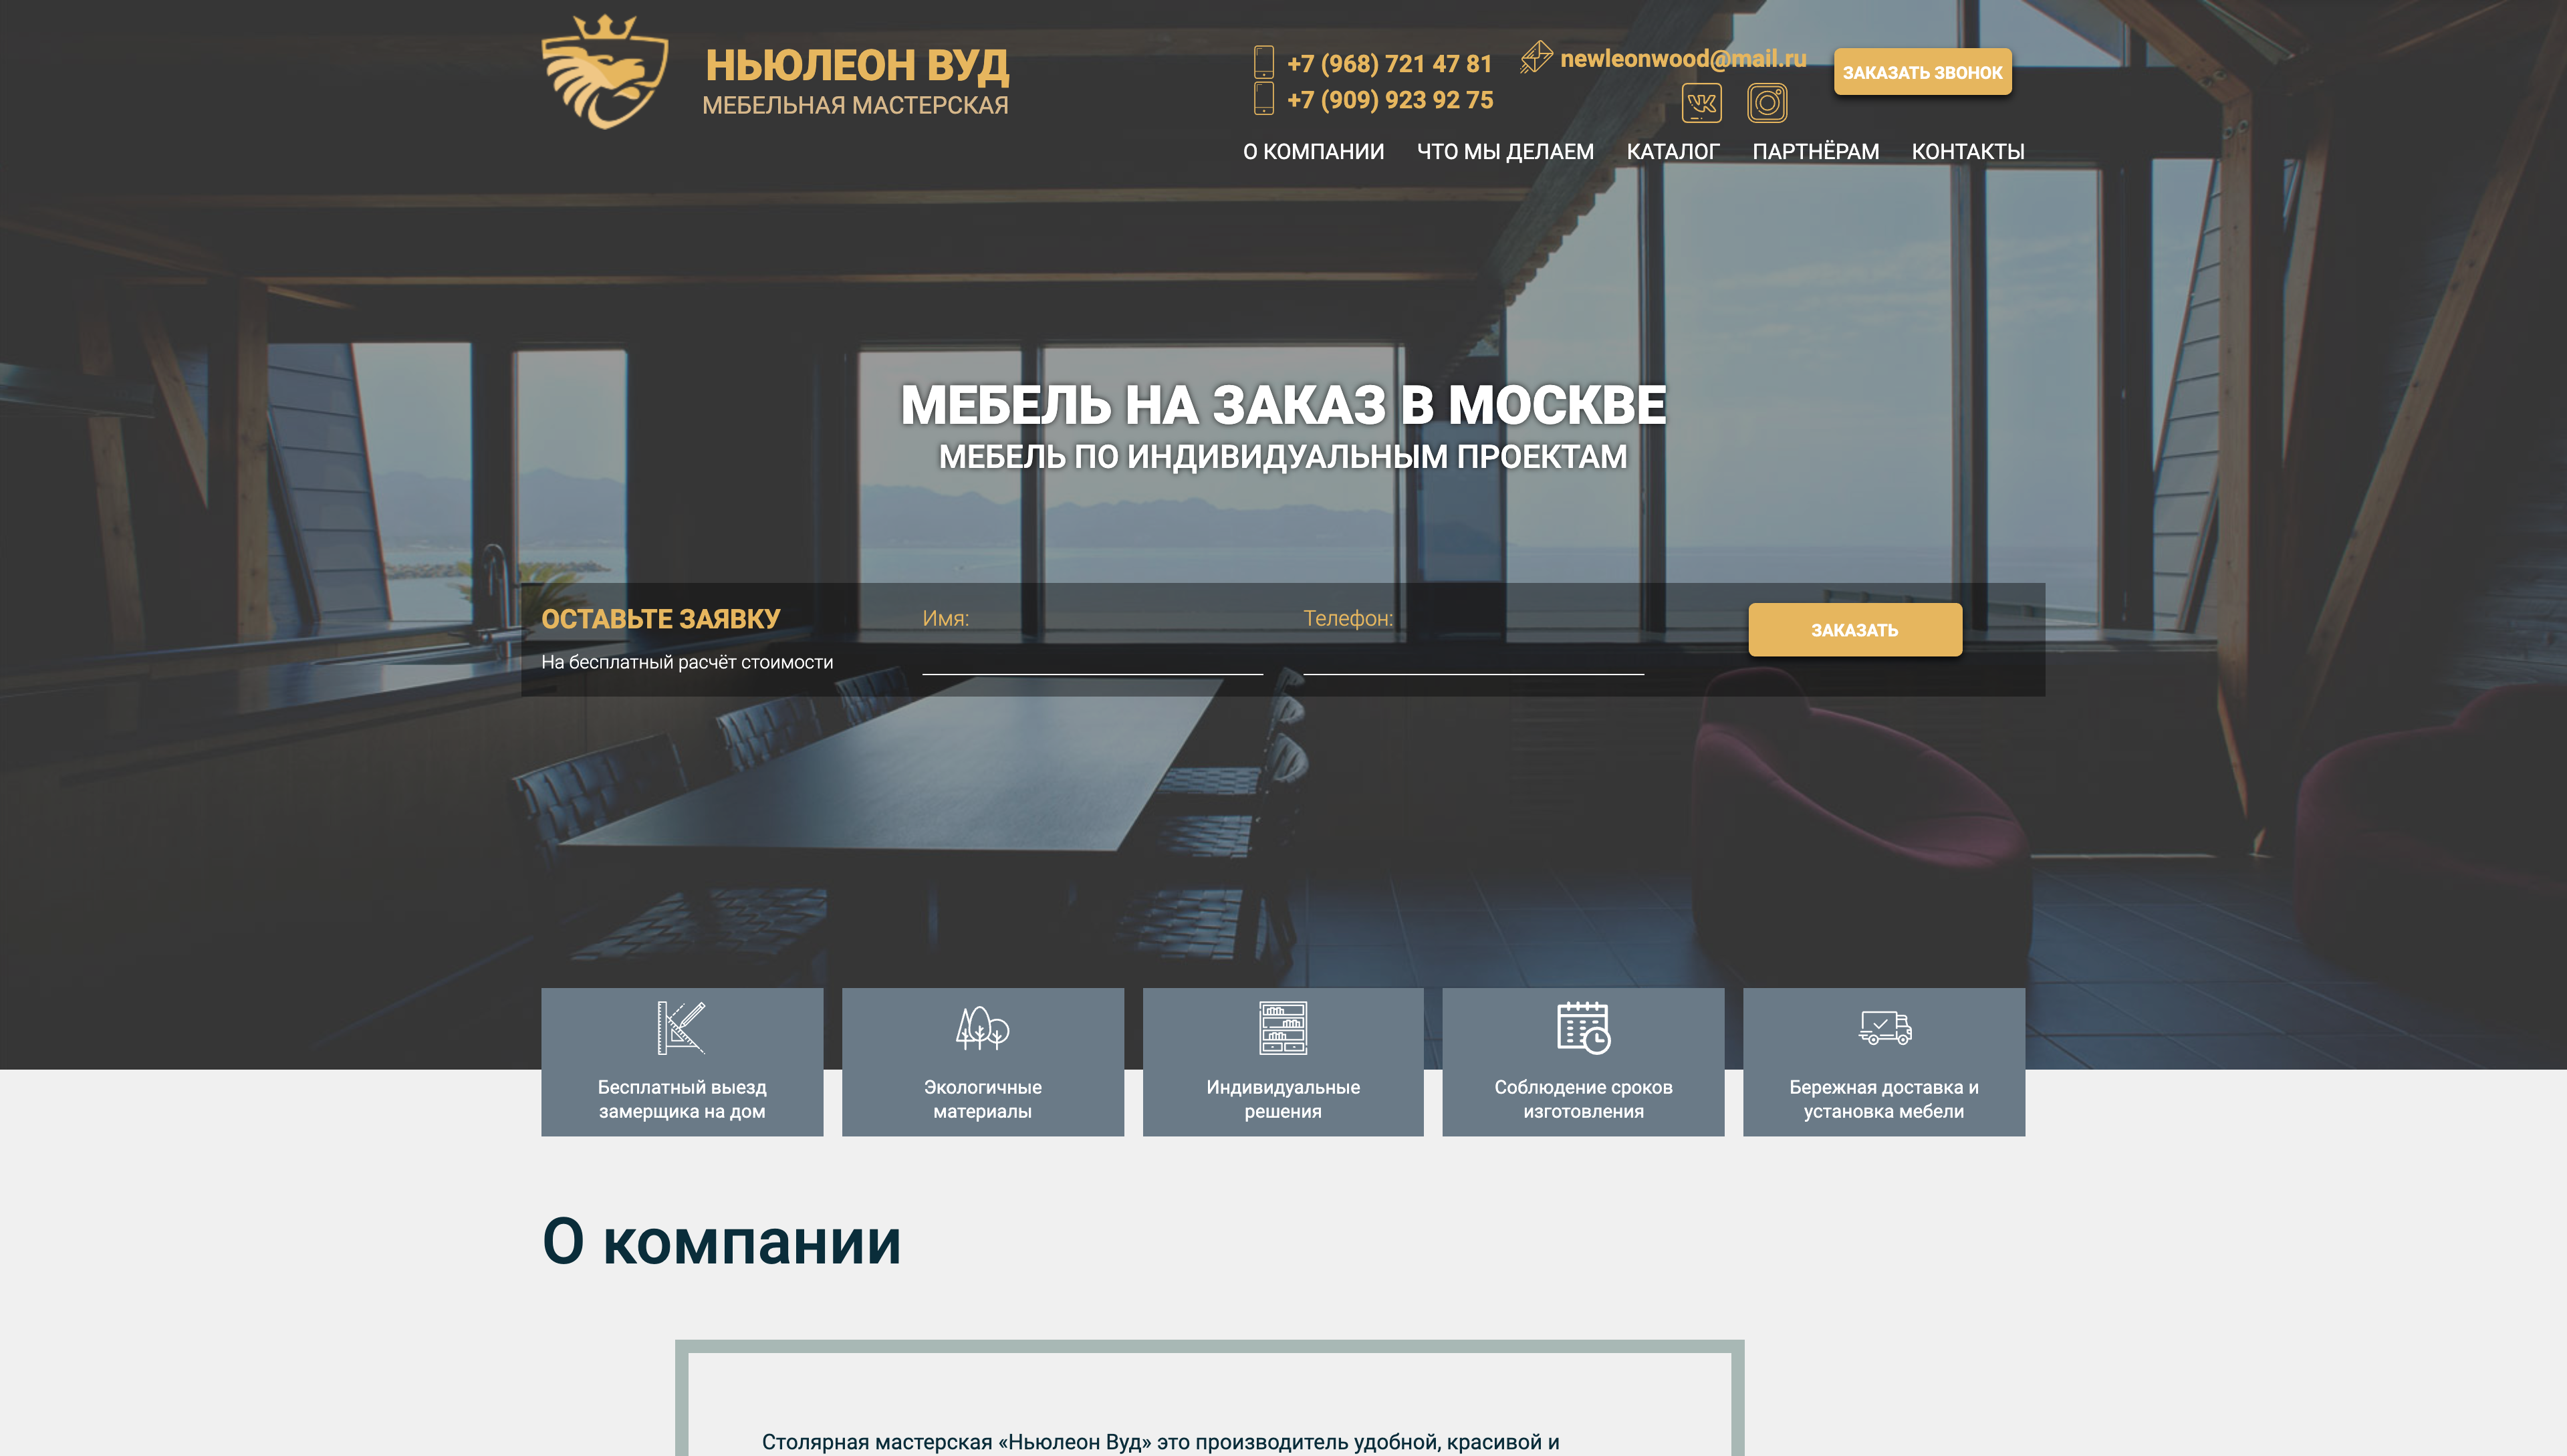 НЬЮЛЕОН ВУД
МЕБЕЛЬНАЯ МАСТЕРСКАЯ
+7 (968) 721 47 81
+7 (909) 923 92 75
newleonwood@mail.ru
ЗАКАЗАТЬ ЗВОНОК
О КОМПАНИИ ЧТО МЫ ДЕЛАЕМ КАТАЛОГ ПАРТНЁРАМ КОНТАКТЫ
МЕБЕЛЬ НА ЗАКАЗ В МОСКВЕ
МЕБЕЛЬ ПО ИНДИВИДУАЛЬНЫМ ПРОЕКТАМ
ОСТАВЬТЕ ЗАЯВКУ
На бесплатный расчёт стоимости
Имя:
Телефон:
ЗАКАЗАТЬ
Бесплатный выезд
замерщика на дом
Экологичные
материалы
Индивидуальные
решения
Соблюдение сроков
изготовления
Бережная доставка и
установка мебели
О компании
Столярная мастерская «Ньюлеон Вуд» это производитель удобной, красивой и